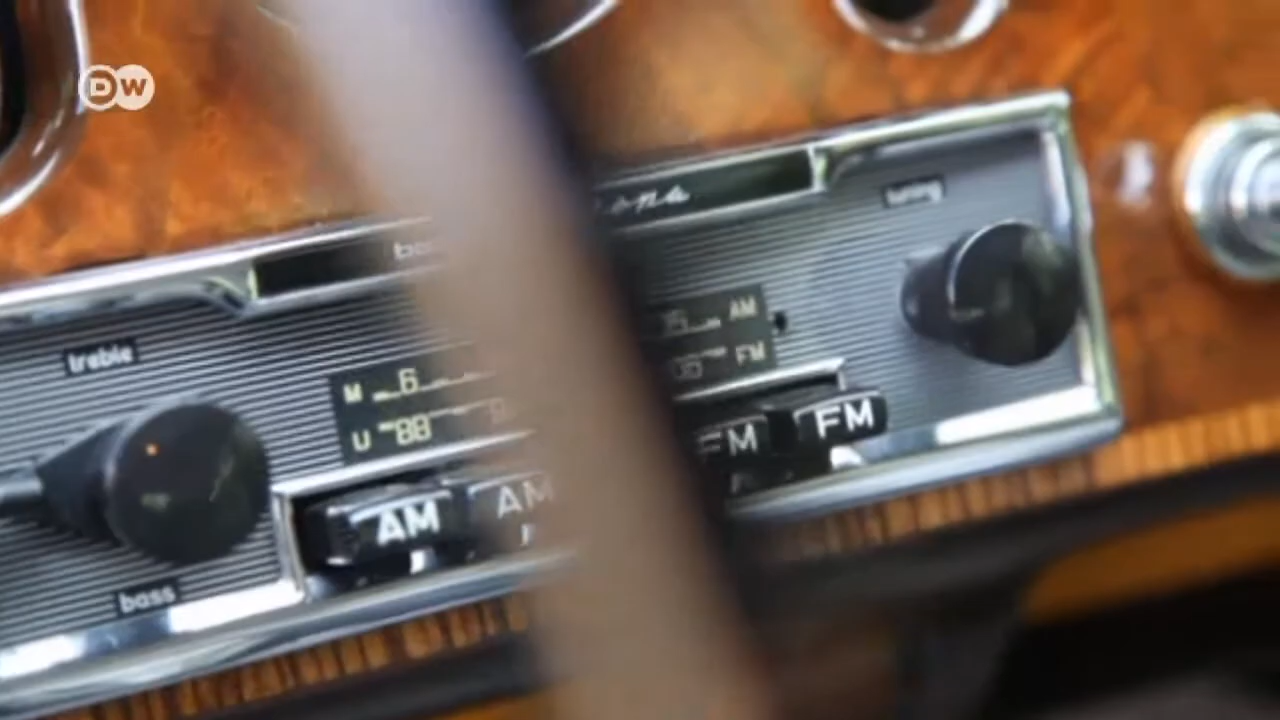 DW
tuning
treble
AM
FM
M 6
U 88
FM FM
AM AM
bass